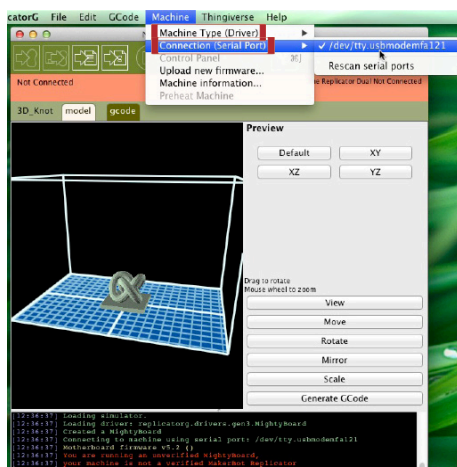 catorG File Edit GCode Machine Thingiverse Help
Machine Type (Driver)
Connection (Serial Port)
✓ /dev/tty.usbmodemfa121
Control Panel ⌘J
Rescan serial ports
Upload new firmware...
Machine information...
Preheat Machine
Not Connected
he Replicator Dual Not Connected
3D_Knot model gcode
Preview
Default XY
XZ YZ
Drag to rotate
Mouse wheel to zoom
View
Move
Rotate
Mirror
Scale
Generate GCode
[12:36:37] Loading simulator.
[12:36:37] Loading driver: replicatorg.drivers.gen3.MightyBoard
[12:36:37] Created a MightyBoard
[12:36:37] Connecting to machine using serial port: /dev/tty.usbmodemfa121
[12:36:37] Motherboard firmware v5.2 ()
[12:36:37] You are running an unverified MightyBoard,
[12:36:37] your machine is not a verified MakerBot Replicator